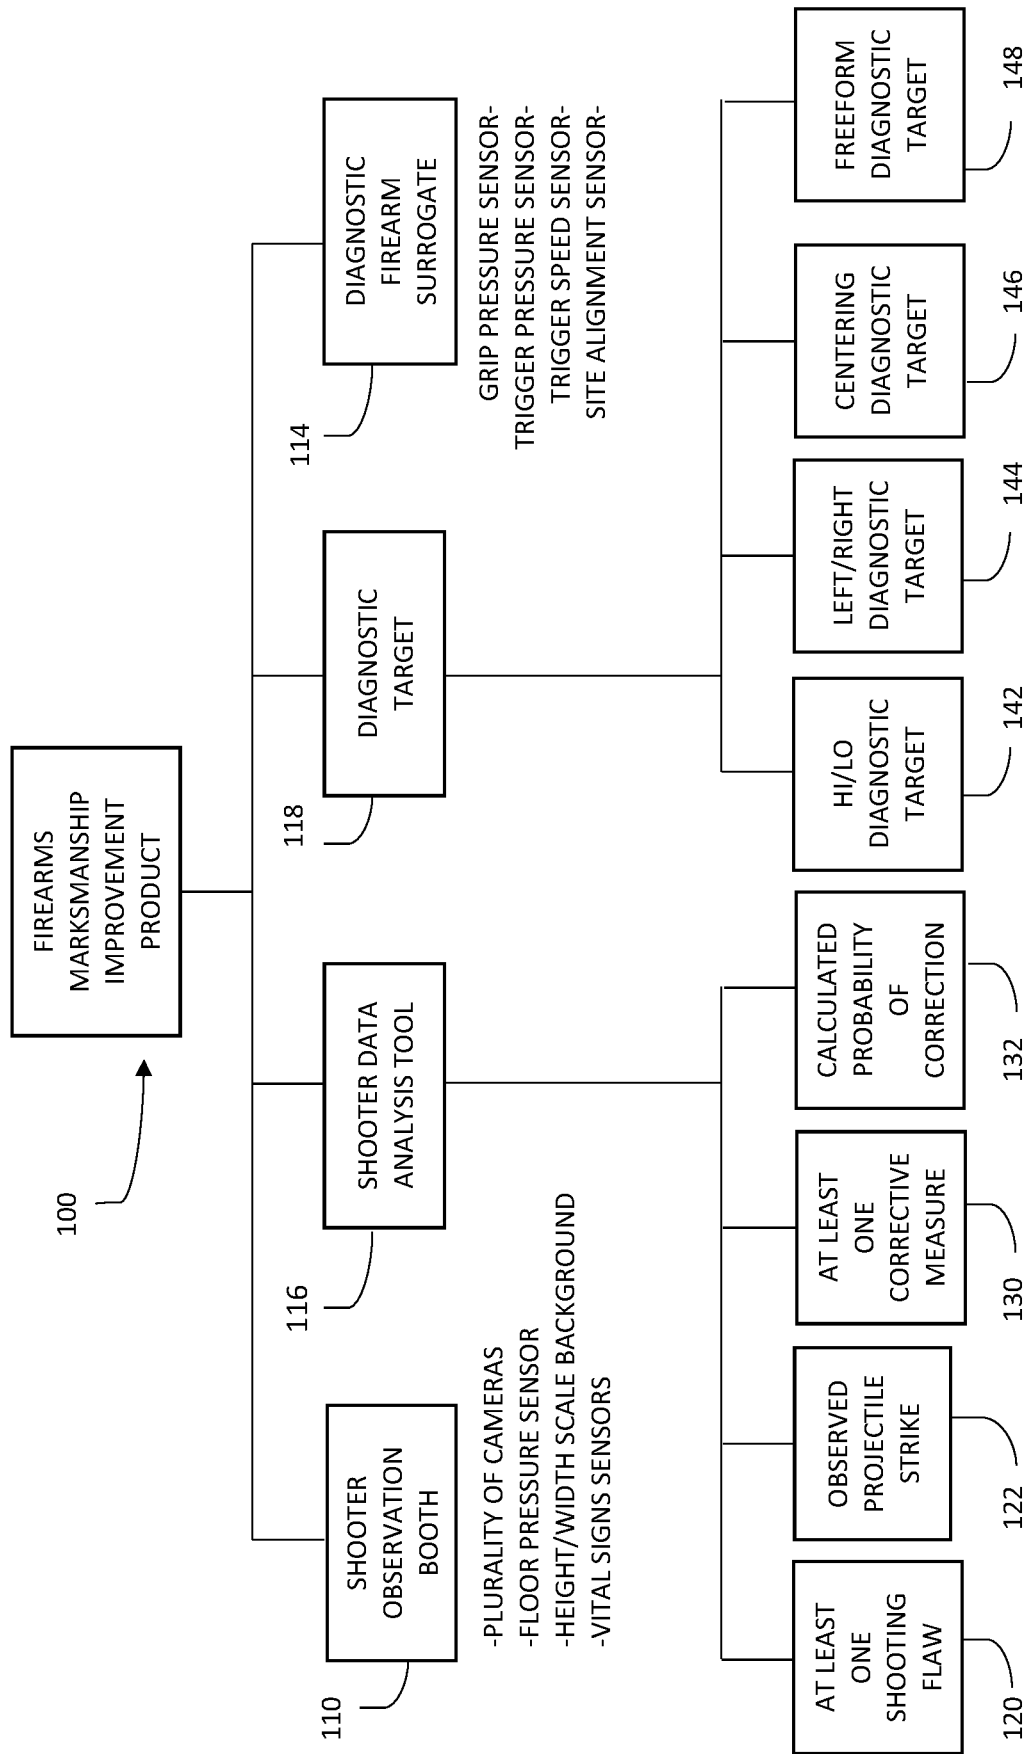 FIREARMS
MARKSMANSHIP
IMPROVEMENT
PRODUCT
100
SHOOTER
OBSERVATION
BOOTH
110
-PLURALITY OF CAMERAS
-FLOOR PRESSURE SENSOR
-HEIGHT/WIDTH SCALE BACKGROUND
-VITAL SIGNS SENSORS
SHOOTER DATA
ANALYSIS TOOL
116
DIAGNOSTIC
TARGET
118
DIAGNOSTIC
FIREARM
SURROGATE
114
GRIP PRESSURE SENSOR-
TRIGGER PRESSURE SENSOR-
TRIGGER SPEED SENSOR-
SITE ALIGNMENT SENSOR-
AT LEAST
ONE
SHOOTING
FLAW
120
OBSERVED
PROJECTILE
STRIKE
122
AT LEAST
ONE
CORRECTIVE
MEASURE
130
CALCULATED
PROBABILITY
OF
CORRECTION
132
HI/LO
DIAGNOSTIC
TARGET
142
LEFT/RIGHT
DIAGNOSTIC
TARGET
144
CENTERING
DIAGNOSTIC
TARGET
146
FREEFORM
DIAGNOSTIC
TARGET
148